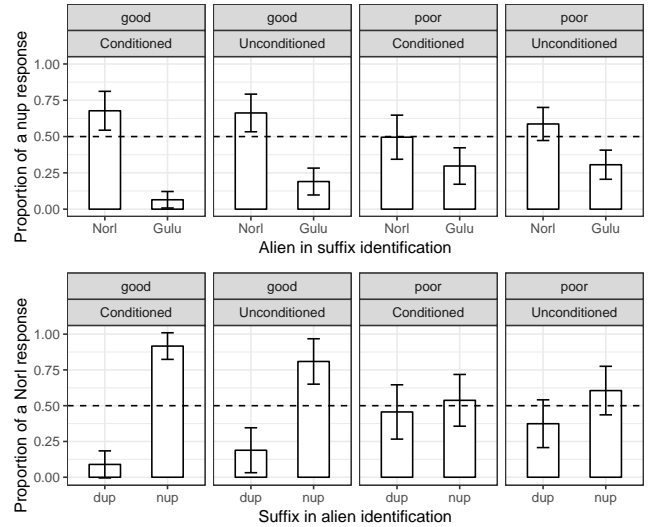 good good poor poor
Conditioned Unconditioned Conditioned Unconditioned
Proportion of a nup response
1.00
0.75
0.50
0.25
0.00
Norl Gulu Norl Gulu Norl Gulu Norl Gulu
Alien in suffix identification
good good poor poor
Conditioned Unconditioned Conditioned Unconditioned
Proportion of a Norl response
1.00
0.75
0.50
0.25
0.00
dup nup dup nup dup nup dup nup
Suffix in alien identification